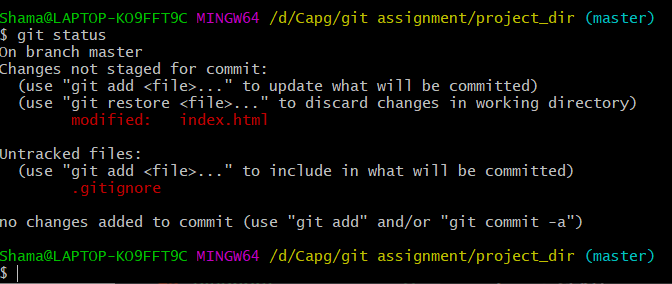 Shama@LAPTOP-KO9FFT9C MINGW64 /d/Capg/git assignment/project_dir (master)
$ git status
On branch master
Changes not staged for commit:
  (use "git add <file>..." to update what will be committed)
  (use "git restore <file>..." to discard changes in working directory)
        modified:   index.html

Untracked files:
  (use "git add <file>..." to include in what will be committed)
        .gitignore

no changes added to commit (use "git add" and/or "git commit -a")

Shama@LAPTOP-KO9FFT9C MINGW64 /d/Capg/git assignment/project_dir (master)
$